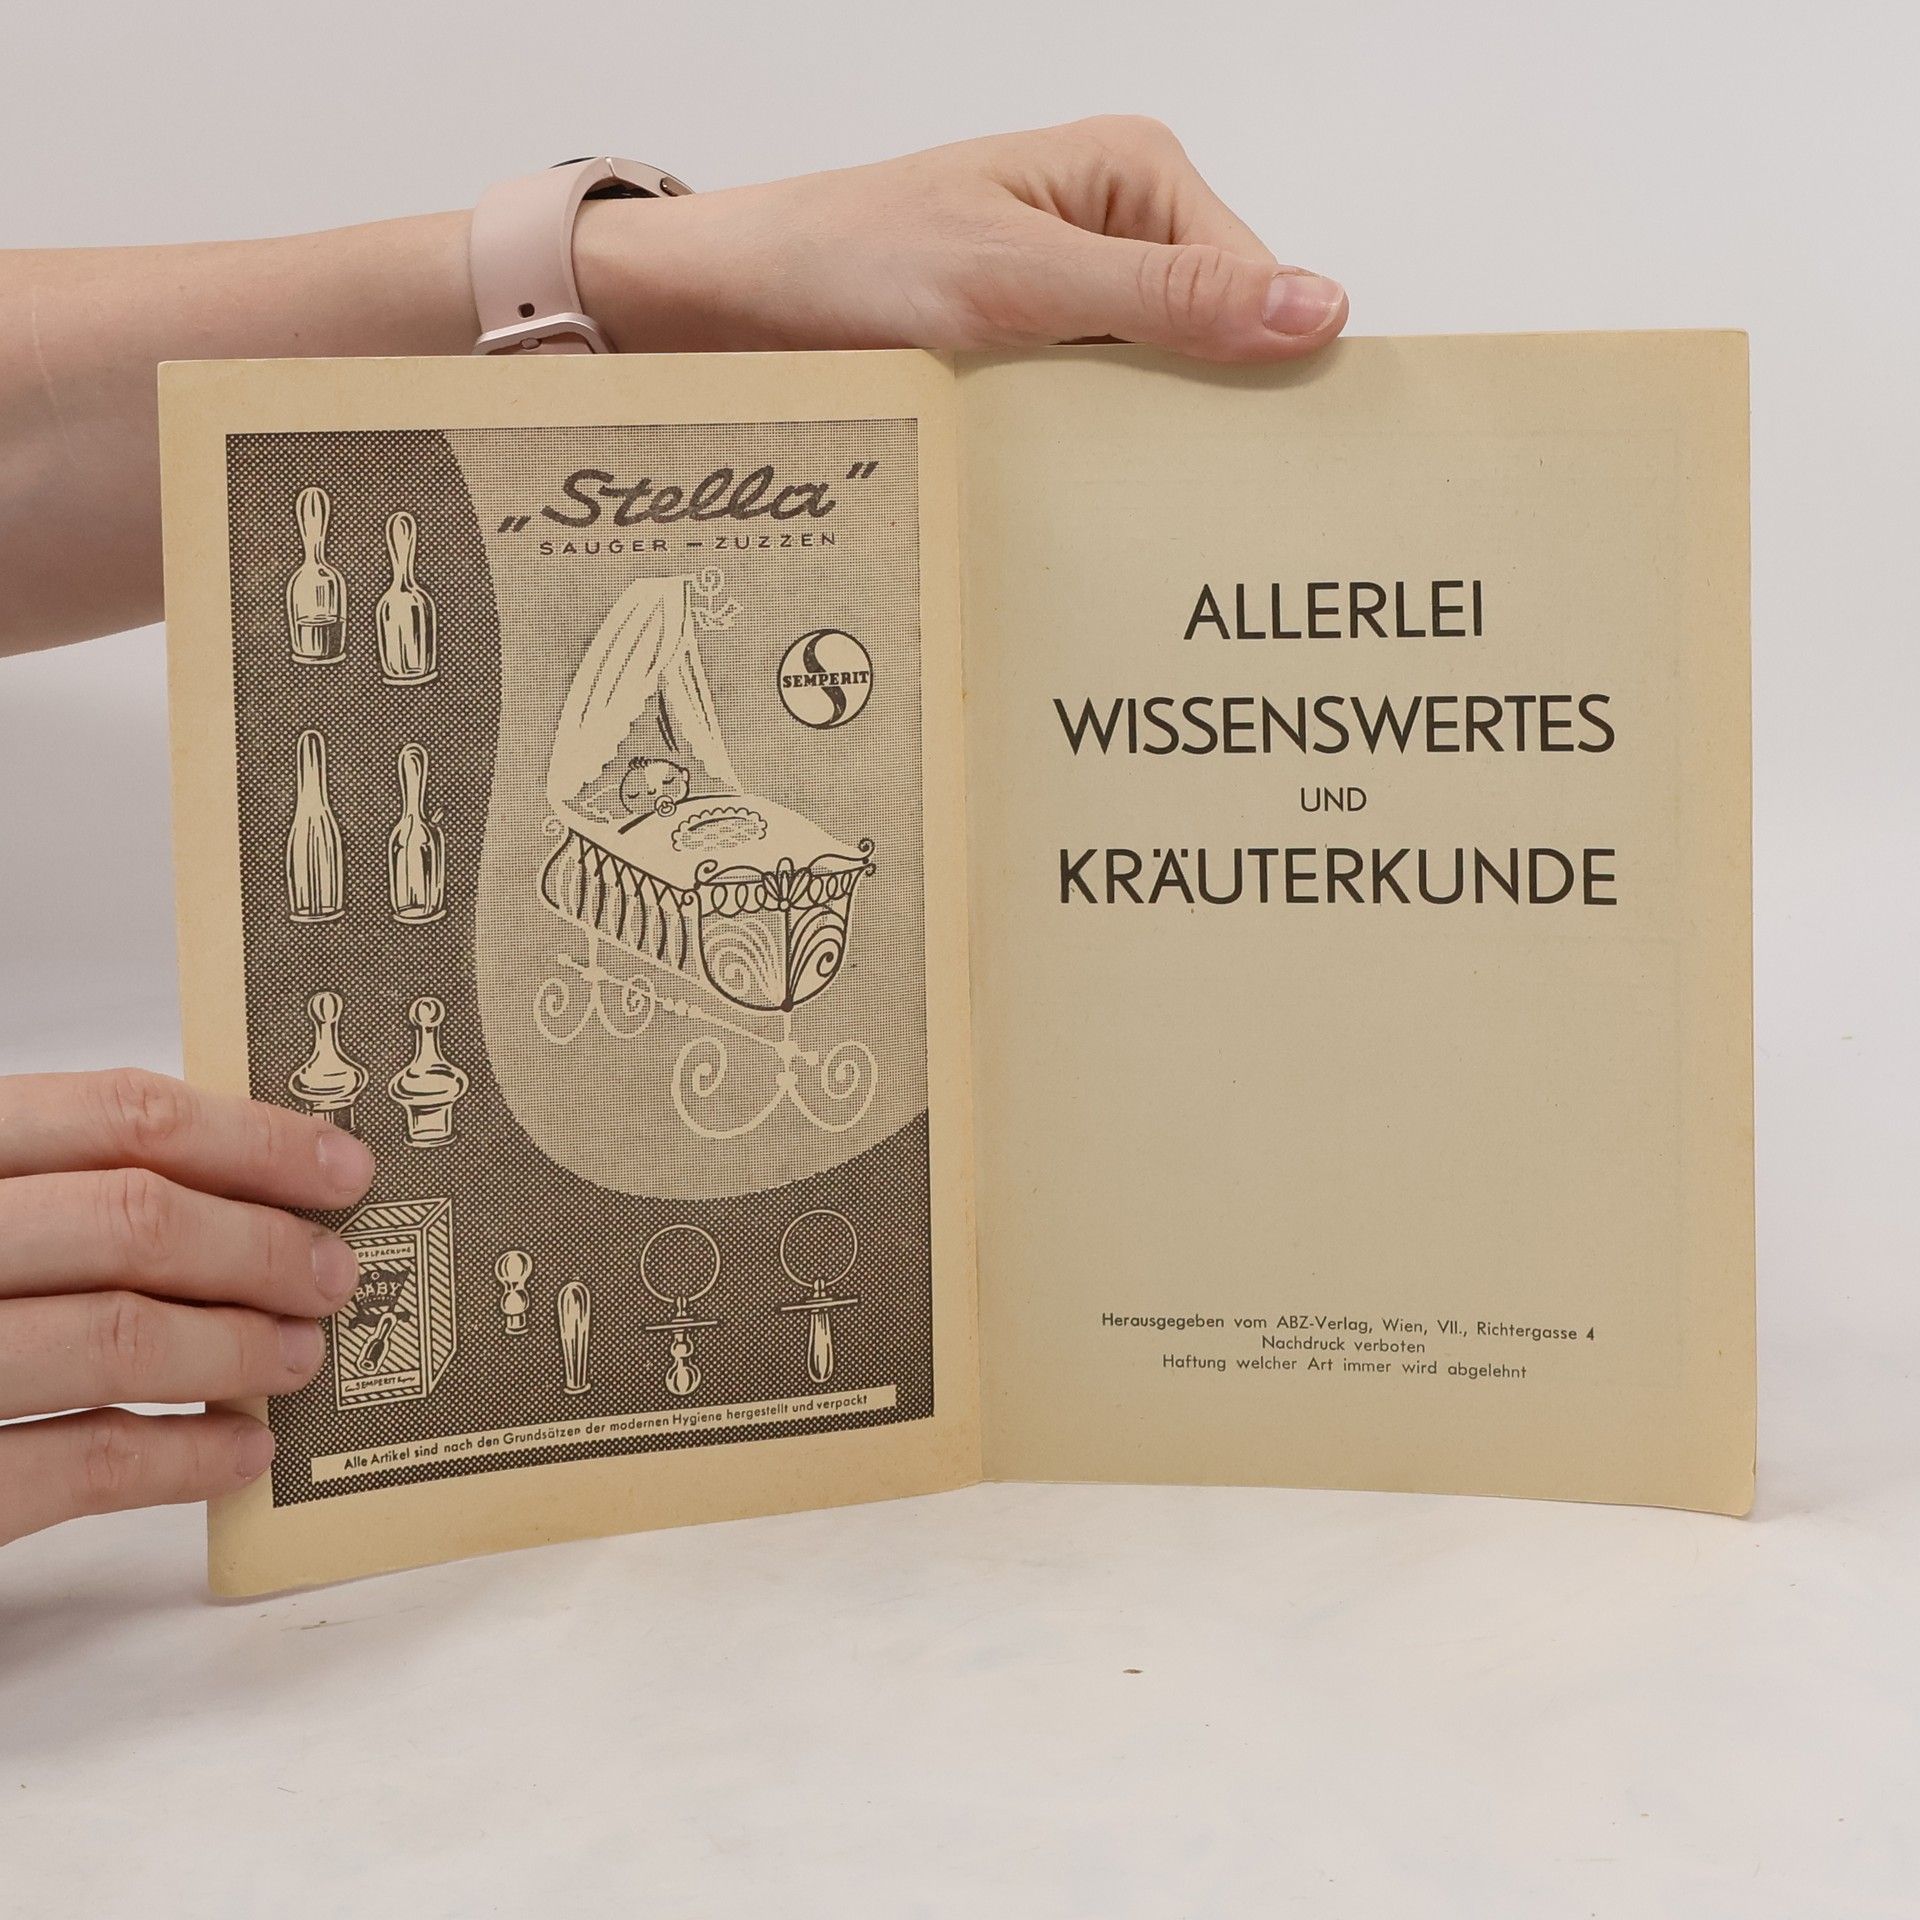 „Stella"
SAUGER – ZUZZEN
SEMPERIT
BABY
SEMPERIT
Alle Artikel sind nach den Grundsätzen der modernen Hygiene hergestellt und verpackt
ALLERLEI
WISSENSWERTES
UND
KRÄUTERKUNDE
Herausgegeben vom ABZ-Verlag, Wien, VII., Richtergasse 4
Nachdruck verboten
Haftung welcher Art immer wird abgelehnt